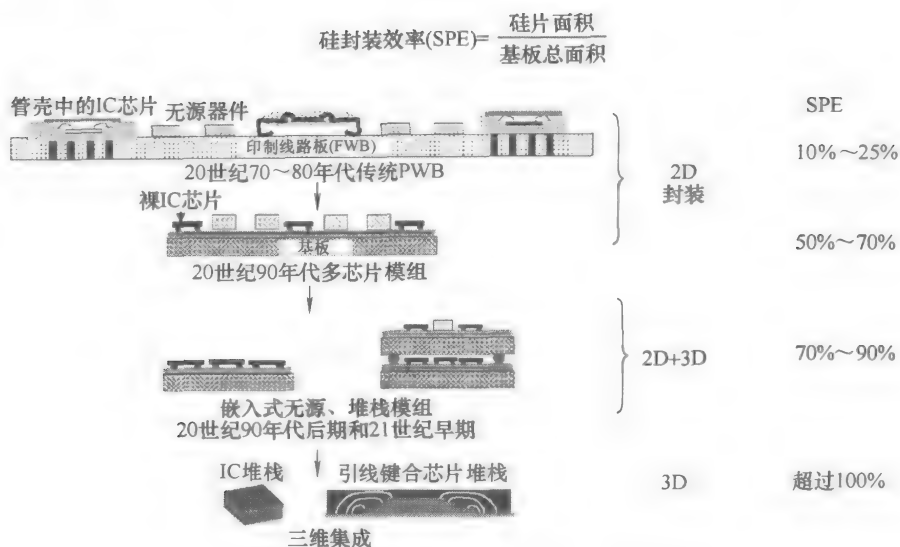 硅封装效率(SPE)= 硅片面积 / 基板总面积
管壳中的IC芯片
无源器件
SPE
印制线路板(FWB)
20世纪70～80年代传统PWB
10%～25%
2D
封装
裸IC芯片
基板
20世纪90年代多芯片模组
50%～70%
2D+3D
70%～90%
嵌入式无源、堆栈模组
20世纪90年代后期和21世纪早期
IC堆栈
引线键合芯片堆栈
3D
超过100%
三维集成